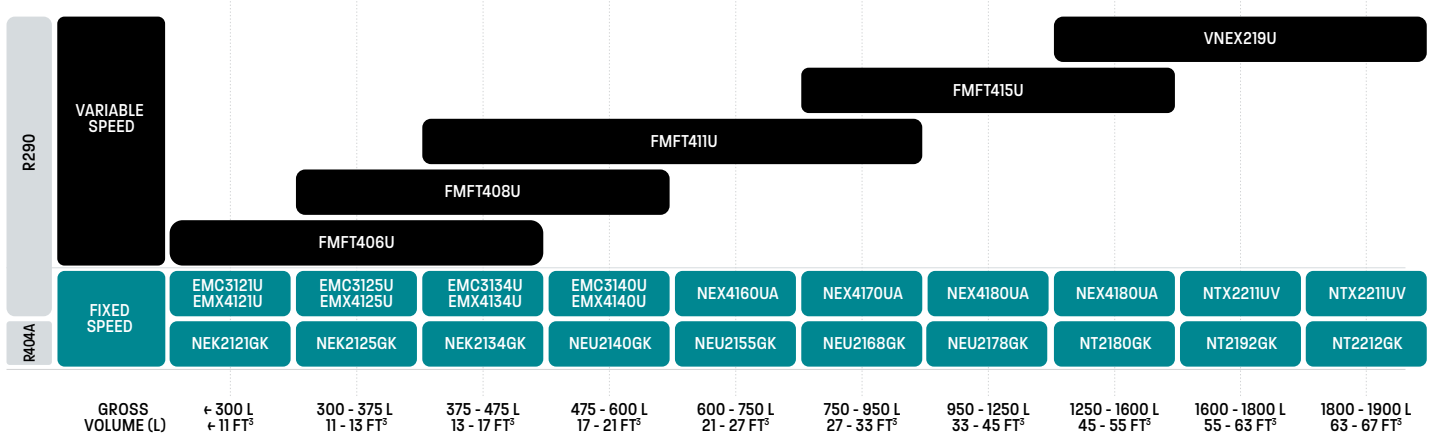 VNEX219U
FMFT415U
VARIABLE
SPEED
FMFT411U
R290
FMFT408U
FMFT406U
EMC3121U EMC3125U EMC3134U EMC3140U
EMX4121U EMX4125U EMX4134U EMX4140U
NEX4160UA NEX4170UA NEX4180UA NEX4180UA NTX2211UV NTX2211UV
FIXED
SPEED
R404A
NEK2121GK NEK2125GK NEK2134GK NEU2140GK NEU2155GK NEU2168GK NEU2178GK NT2180GK NT2192GK NT2212GK
GROSS ← 300 L 300 - 375 L 375 - 475 L 475 - 600 L 600 - 750 L 750 - 950 L 950 - 1250 L 1250 - 1600 L 1600 - 1800 L 1800 - 1900 L
VOLUME (L) ← 11 FT³ 11 - 13 FT³ 13 - 17 FT³ 17 - 21 FT³ 21 - 27 FT³ 27 - 33 FT³ 33 - 45 FT³ 45 - 55 FT³ 55 - 63 FT³ 63 - 67 FT³